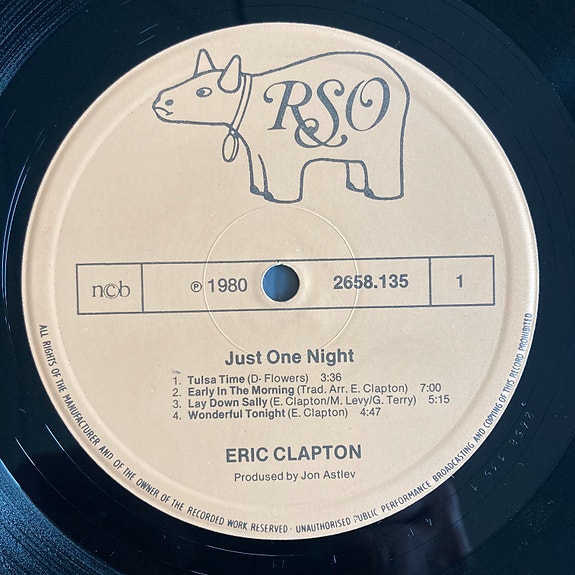 RSO
n©b
℗ 1980
2658.135
1
Just One Night
1. Tulsa Time (D- Flowers) 3:36
2. Early In The Morning (Trad. Arr. E. Clapton) 7:00
3. Lay Down Sally (E. Clapton/M. Levy/G. Terry) 5:15
4. Wonderful Tonight (E. Clapton) 4:47
ERIC CLAPTON
Prodused by Jon Astlev
ALL RIGHTS OF THE MANUFACTURER AND OF THE OWNER OF THE RECORDED WORK RESERVED · UNAUTHORISED PUBLIC PERFORMANCE BROADCASTING AND COPYING OF THIS RECORD PROHIBITED